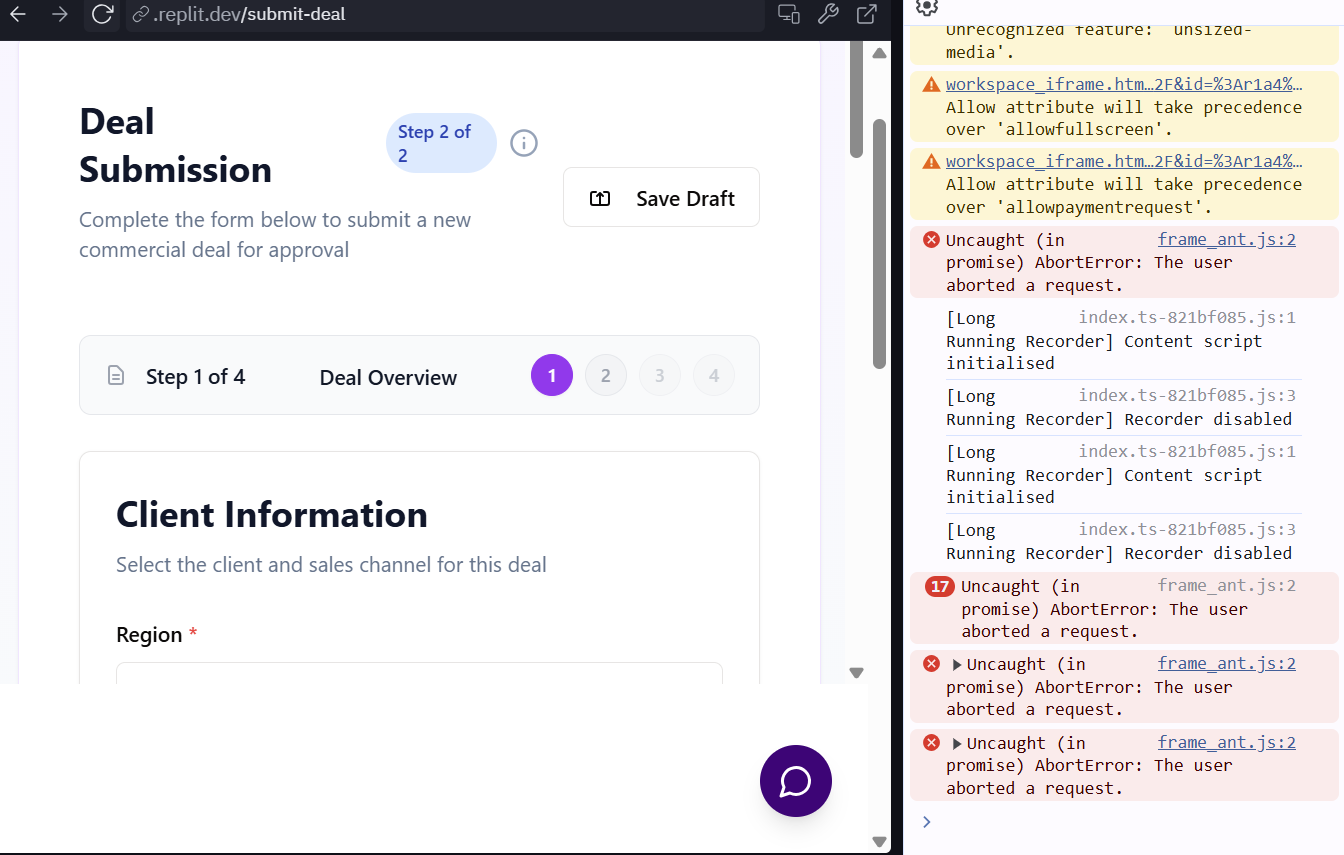 .replit.dev/submit-deal
Deal
Submission
Step 2 of
2
Save Draft
Complete the form below to submit a new
commercial deal for approval
Step 1 of 4
Deal Overview
1
2
3
4
Client Information
Select the client and sales channel for this deal
Region *
Unrecognized feature: 'unsized-
media'.
workspace_iframe.htm…2F&id=%3Ar1a4%…
Allow attribute will take precedence
over 'allowfullscreen'.
workspace_iframe.htm…2F&id=%3Ar1a4%…
Allow attribute will take precedence
over 'allowpaymentrequest'.
Uncaught (in frame_ant.js:2
promise) AbortError: The user
aborted a request.
[Long index.ts-821bf085.js:1
Running Recorder] Content script
initialised
[Long index.ts-821bf085.js:3
Running Recorder] Recorder disabled
[Long index.ts-821bf085.js:1
Running Recorder] Content script
initialised
[Long index.ts-821bf085.js:3
Running Recorder] Recorder disabled
17 Uncaught (in frame_ant.js:2
promise) AbortError: The user
aborted a request.
Uncaught (in frame_ant.js:2
promise) AbortError: The user
aborted a request.
Uncaught (in frame_ant.js:2
promise) AbortError: The user
aborted a request.